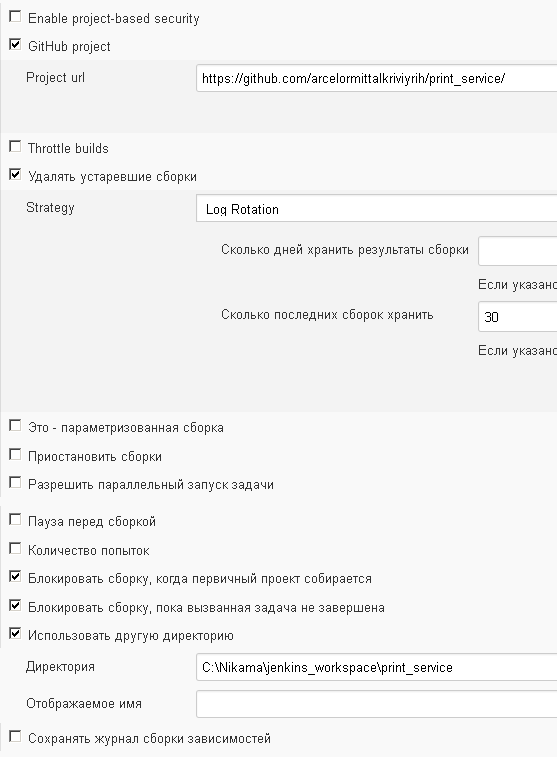 Enable project-based security
GitHub project
Project url https://github.com/arcelormittalkriviyrih/print_service/
Throttle builds
Удалять устаревшие сборки
Strategy Log Rotation
Сколько дней хранить результаты сборки
Если указано
Сколько последних сборок хранить 30
Если указано
Это - параметризованная сборка
Приостановить сборки
Разрешить параллельный запуск задачи
Пауза перед сборкой
Количество попыток
Блокировать сборку, когда первичный проект собирается
Блокировать сборку, пока вызванная задача не завершена
Использовать другую директорию
Директория C:\Nikama\jenkins_workspace\print_service
Отображаемое имя
Сохранять журнал сборки зависимостей